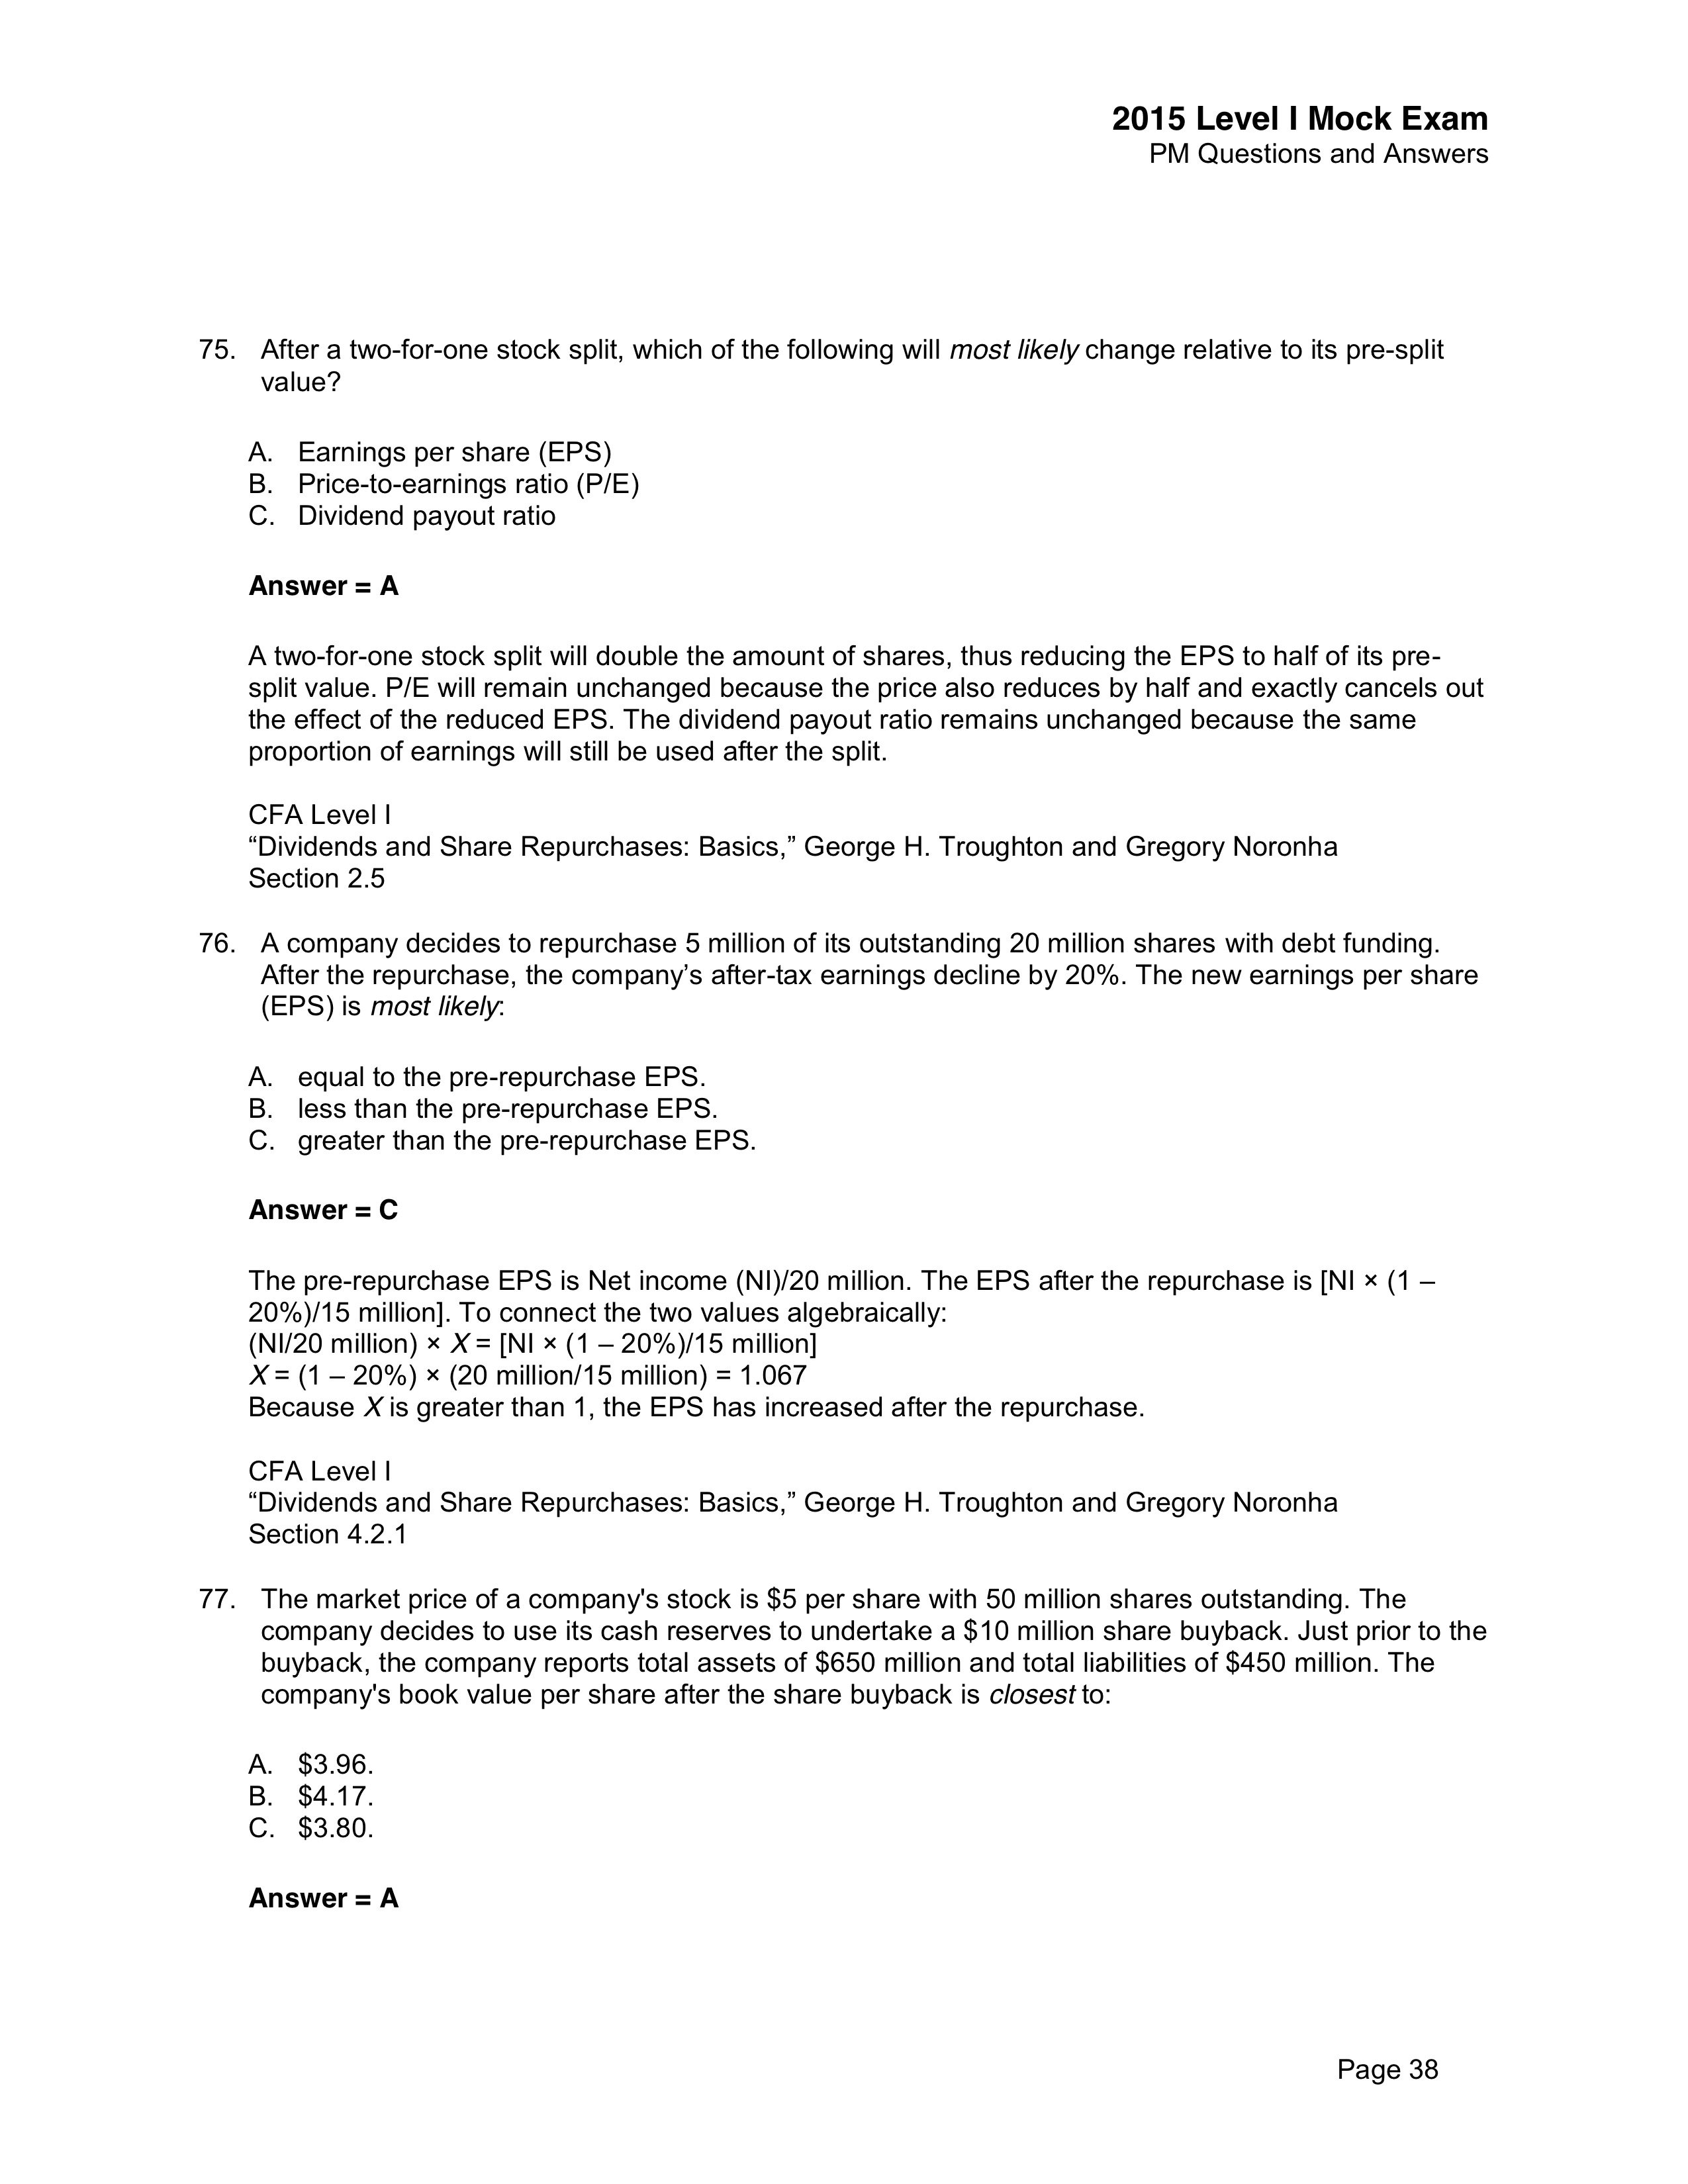 2015 Level I Mock Exam
PM Questions and Answers
75. After a two-for-one stock split, which of the following will most likely change relative to its pre-split
value?
A. Earnings per share (EPS)
B. Price-to-earnings ratio (P/E)
C. Dividend payout ratio
Answer = A
A two-for-one stock split will double the amount of shares, thus reducing the EPS to half of its pre-
split value. P/E will remain unchanged because the price also reduces by half and exactly cancels out
the effect of the reduced EPS. The dividend payout ratio remains unchanged because the same
proportion of earnings will still be used after the split.
CFA Level I
“Dividends and Share Repurchases: Basics,” George H. Troughton and Gregory Noronha
Section 2.5
76. A company decides to repurchase 5 million of its outstanding 20 million shares with debt funding.
After the repurchase, the company’s after-tax earnings decline by 20%. The new earnings per share
(EPS) is most likely:
A. equal to the pre-repurchase EPS.
B. less than the pre-repurchase EPS.
C. greater than the pre-repurchase EPS.
Answer = C
The pre-repurchase EPS is Net income (NI)/20 million. The EPS after the repurchase is [NI × (1 –
20%)/15 million]. To connect the two values algebraically:
(NI/20 million) × X = [NI × (1 – 20%)/15 million]
X = (1 – 20%) × (20 million/15 million) = 1.067
Because X is greater than 1, the EPS has increased after the repurchase.
CFA Level I
“Dividends and Share Repurchases: Basics,” George H. Troughton and Gregory Noronha
Section 4.2.1
77. The market price of a company's stock is $5 per share with 50 million shares outstanding. The
company decides to use its cash reserves to undertake a $10 million share buyback. Just prior to the
buyback, the company reports total assets of $650 million and total liabilities of $450 million. The
company's book value per share after the share buyback is closest to:
A. $3.96.
B. $4.17.
C. $3.80.
Answer = A
Page 38